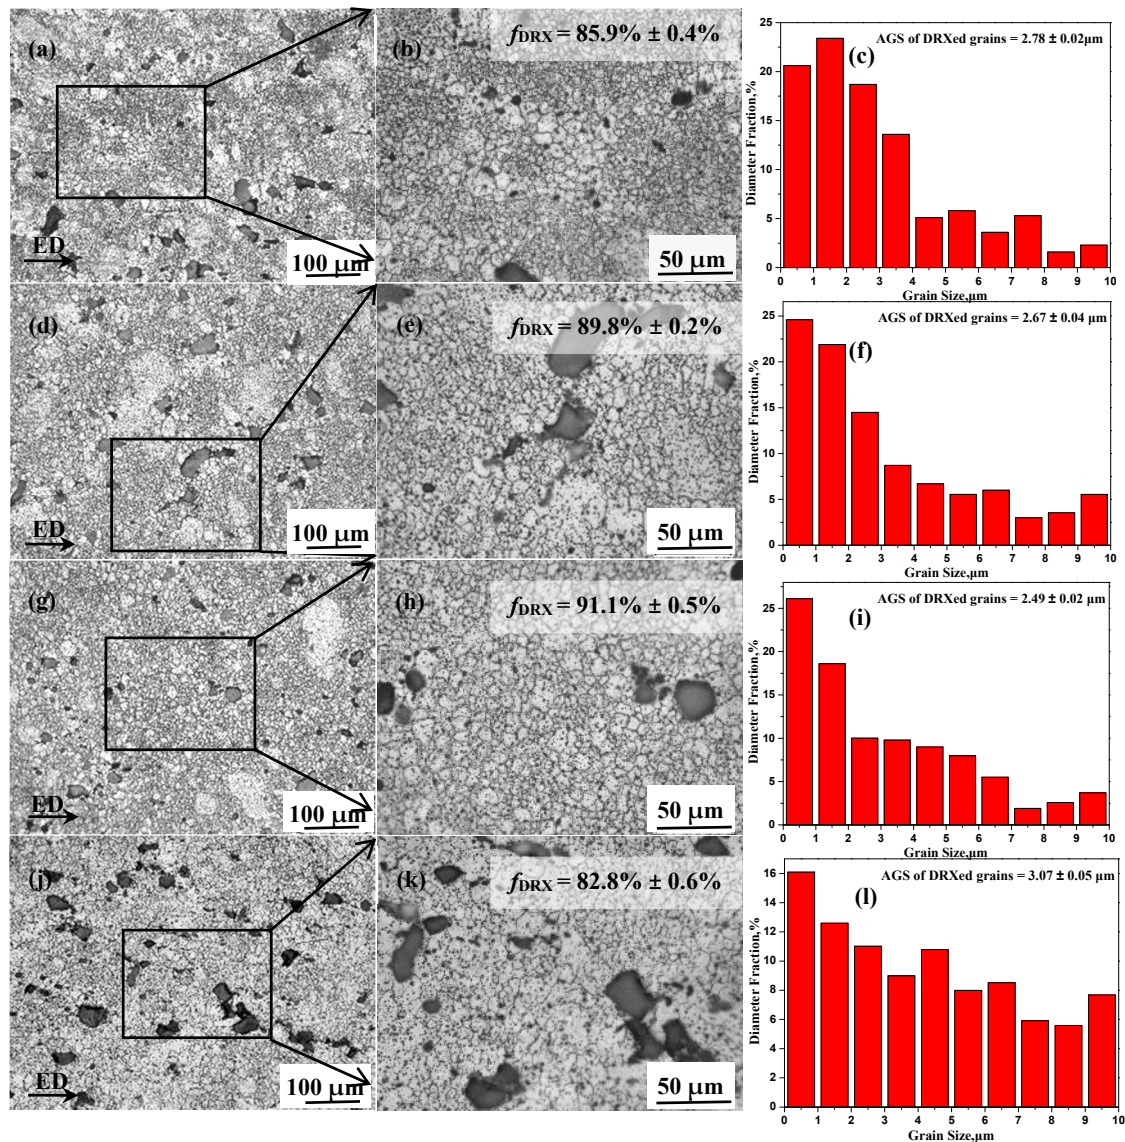 (a)
ED
100 μm
(b)
fDRX = 85.9% ± 0.4%
50 μm
AGS of DRXed grains = 2.78 ± 0.02μm
(c)
Diameter Fraction,%
25
20
15
10
5
0
0 1 2 3 4 5 6 7 8 9 10
Grain Size,μm
(d)
ED
100 μm
(e)
fDRX = 89.8% ± 0.2%
50 μm
AGS of DRXed grains = 2.67 ± 0.04 μm
(f)
Diameter Fraction,%
25
20
15
10
5
0
0 1 2 3 4 5 6 7 8 9 10
Grain Size,μm
(g)
ED
100 μm
(h)
fDRX = 91.1% ± 0.5%
50 μm
AGS of DRXed grains = 2.49 ± 0.02 μm
(i)
Diameter Fraction,%
25
20
15
10
5
0
0 1 2 3 4 5 6 7 8 9 10
Grain Size,μm
(j)
ED
100 μm
(k)
fDRX = 82.8% ± 0.6%
50 μm
AGS of DRXed grains = 3.07 ± 0.05 μm
(l)
Diameter Fraction,%
16
14
12
10
8
6
4
2
0
0 1 2 3 4 5 6 7 8 9 10
Grain Size,μm